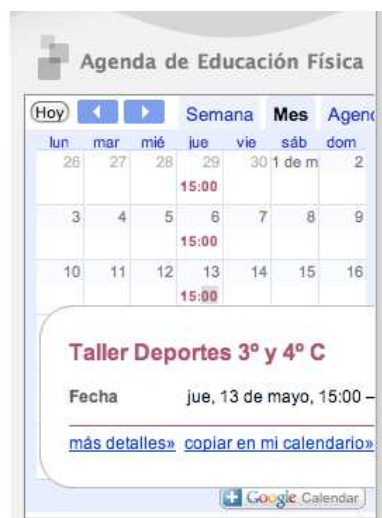 Agenda de Educación Física
Hoy Semana Mes Agend
lun mar mié jue vie sáb dom
26 27 28 29 30 1 de m 2
15:00
3 4 5 6 7 8 9
15:00
10 11 12 13 14 15 16
15:00
Taller Deportes 3º y 4º C
Fecha jue, 13 de mayo, 15:00 –
más detalles» copiar en mi calendario»
Google Calendar